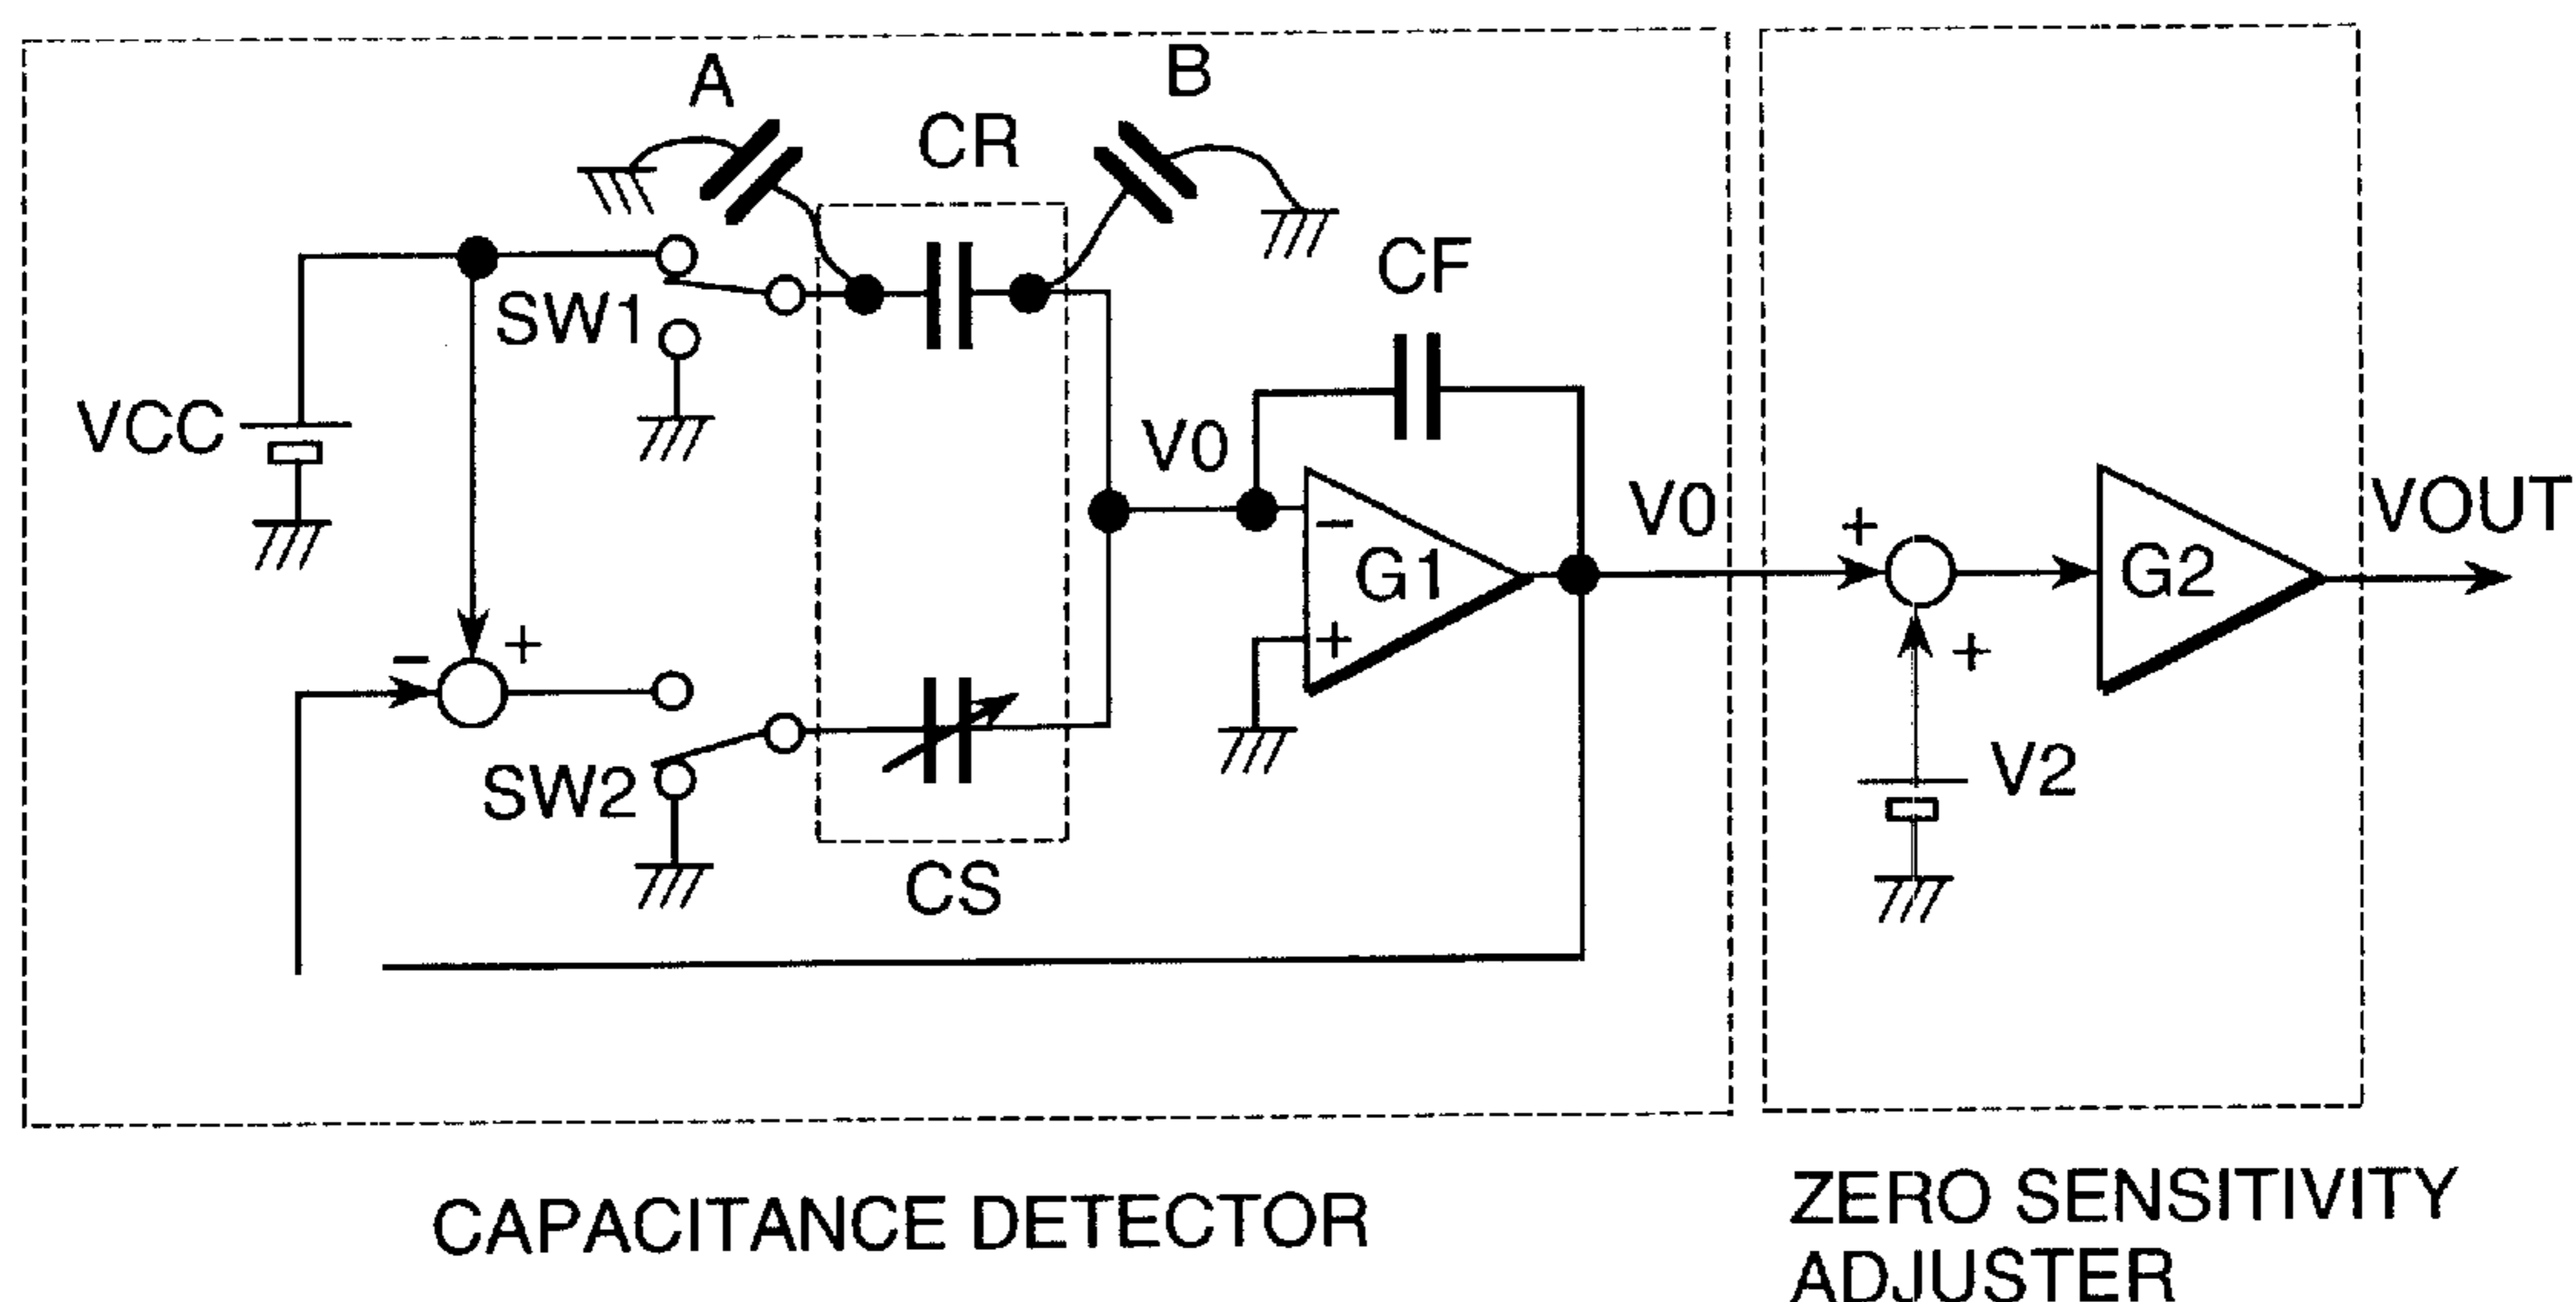 A
B
CR
CF
SW1
VCC
V0
V0
VOUT
−
G1
+
+
G2
−
+
+
V2
SW2
CS
CAPACITANCE DETECTOR
ZERO SENSITIVITY
ADJUSTER